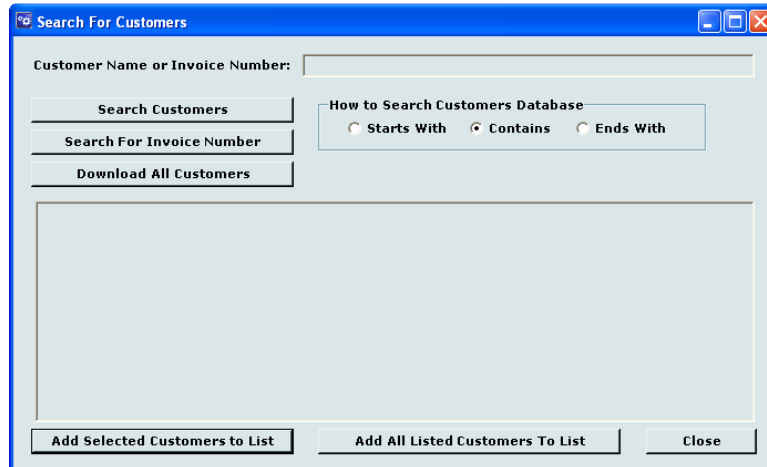 Search For Customers
Customer Name or Invoice Number:
Search Customers
How to Search Customers Database
Starts With Contains Ends With
Search For Invoice Number
Download All Customers
Add Selected Customers to List Add All Listed Customers To List Close